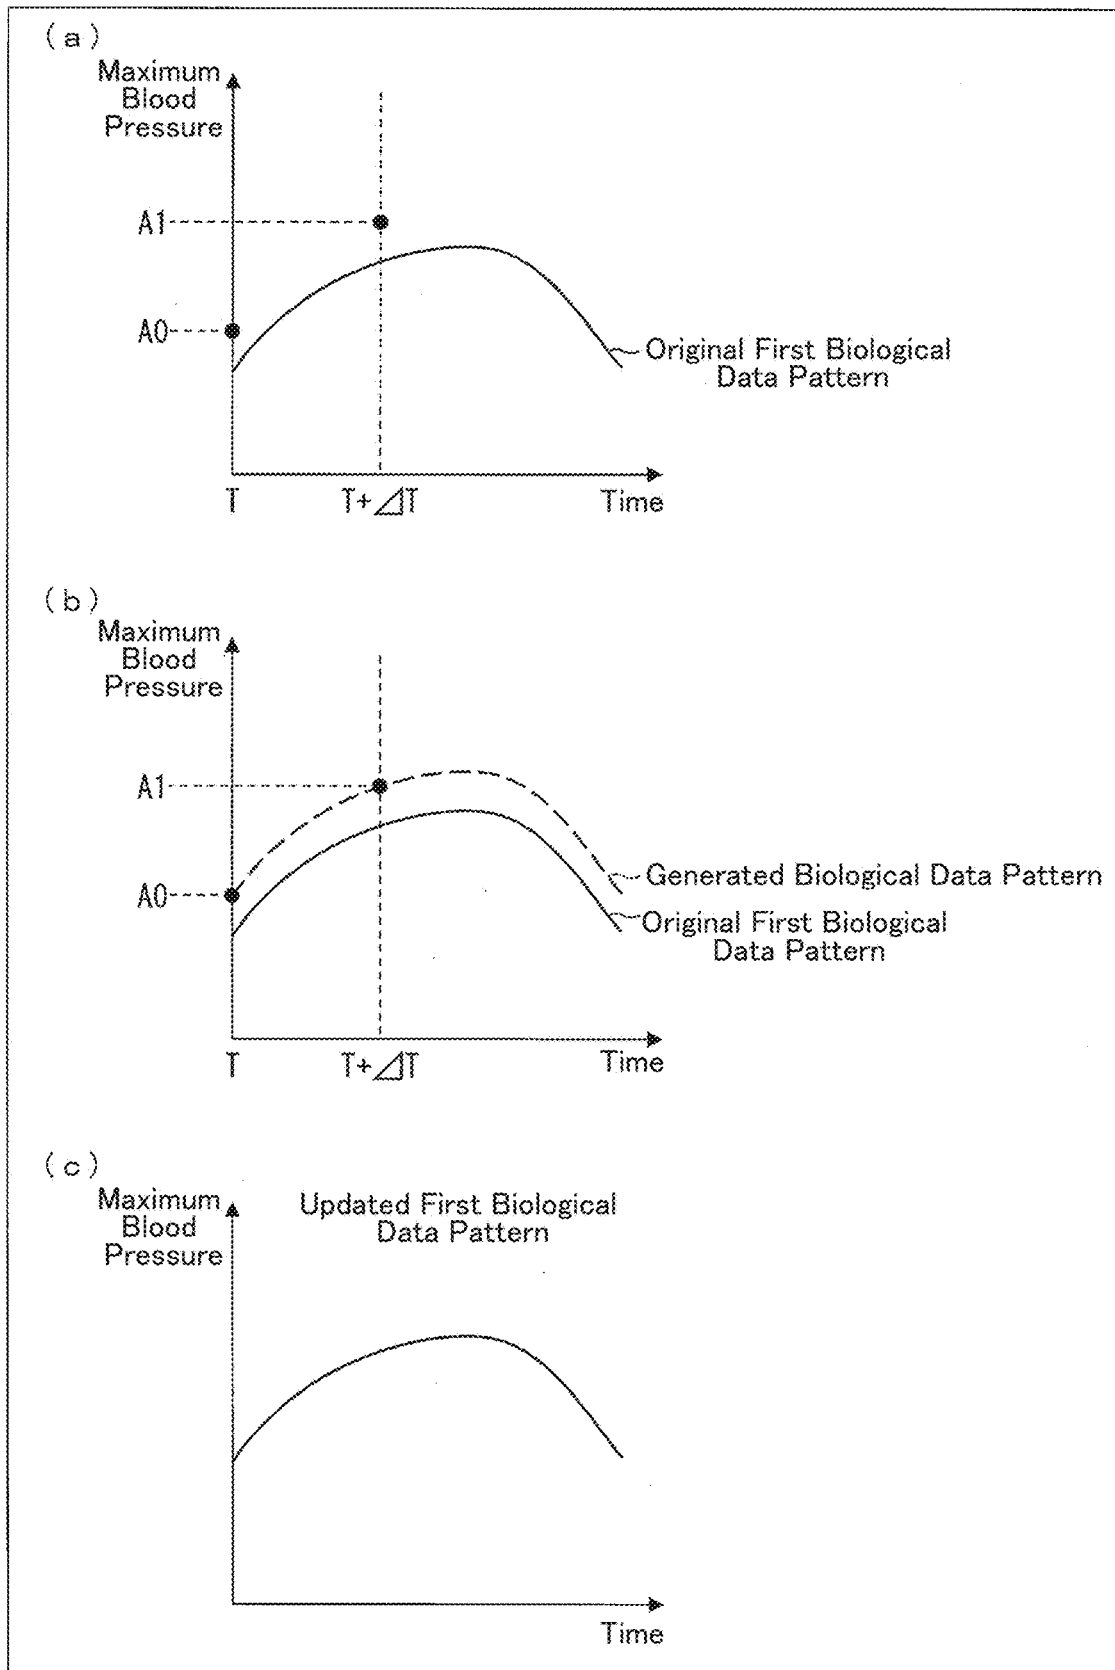 (a)
Maximum
Blood
Pressure
A1
A0
Original First Biological
Data Pattern
T
T+⊿T
Time
(b)
Maximum
Blood
Pressure
A1
A0
Generated Biological Data Pattern
Original First Biological
Data Pattern
T
T+⊿T
Time
(c)
Maximum
Blood
Pressure
Updated First Biological
Data Pattern
Time